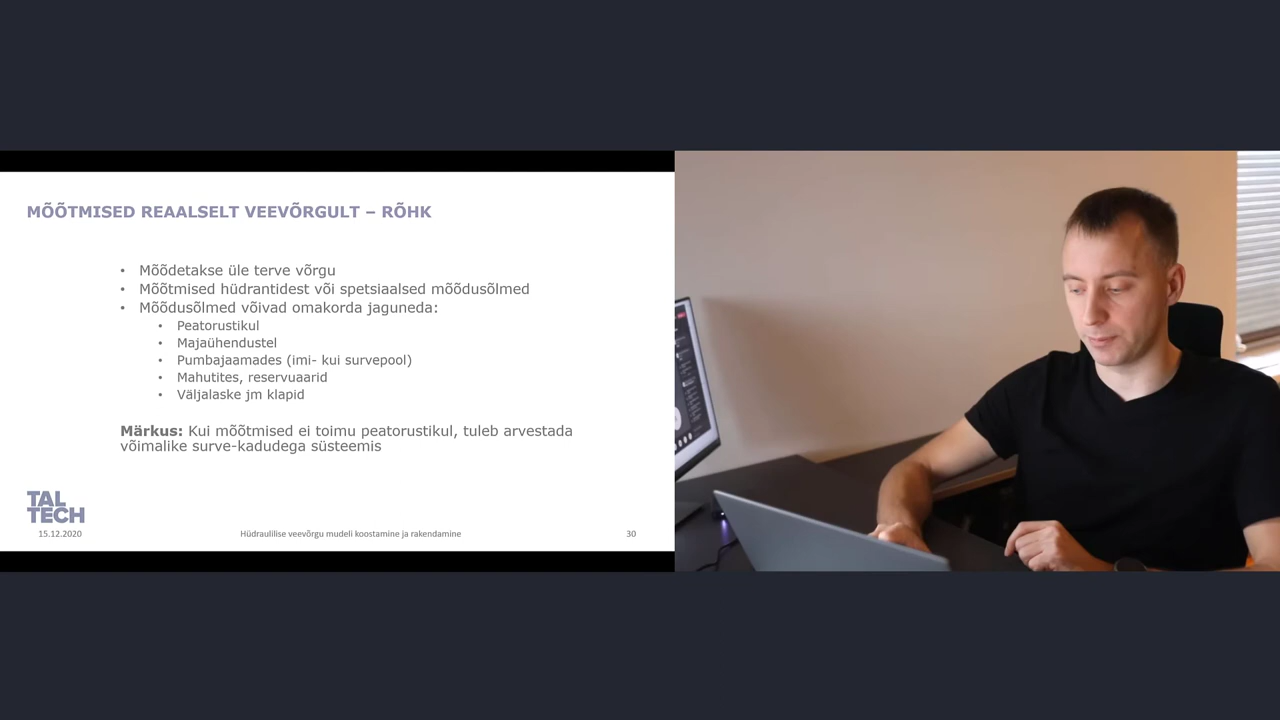 MÕÕTMISED REAALSELT VEEVÕRGULT – RÕHK
• Mõõdetakse üle terve võrgu
• Mõõtmised hüdrantidest või spetsiaalsed mõõdusõlmed
• Mõõdusõlmed võivad omakorda jaguneda:
• Peatorustikul
• Majaühendustel
• Pumbajaamades (imi- kui survepool)
• Mahutites, reservuaarid
• Väljalaske jm klapid
Märkus: Kui mõõtmised ei toimu peatorustikul, tuleb arvestada
võimalike surve-kadudega süsteemis
TAL
TECH
15.12.2020
Hüdraulilise veevõrgu mudeli koostamine ja rakendamine
30